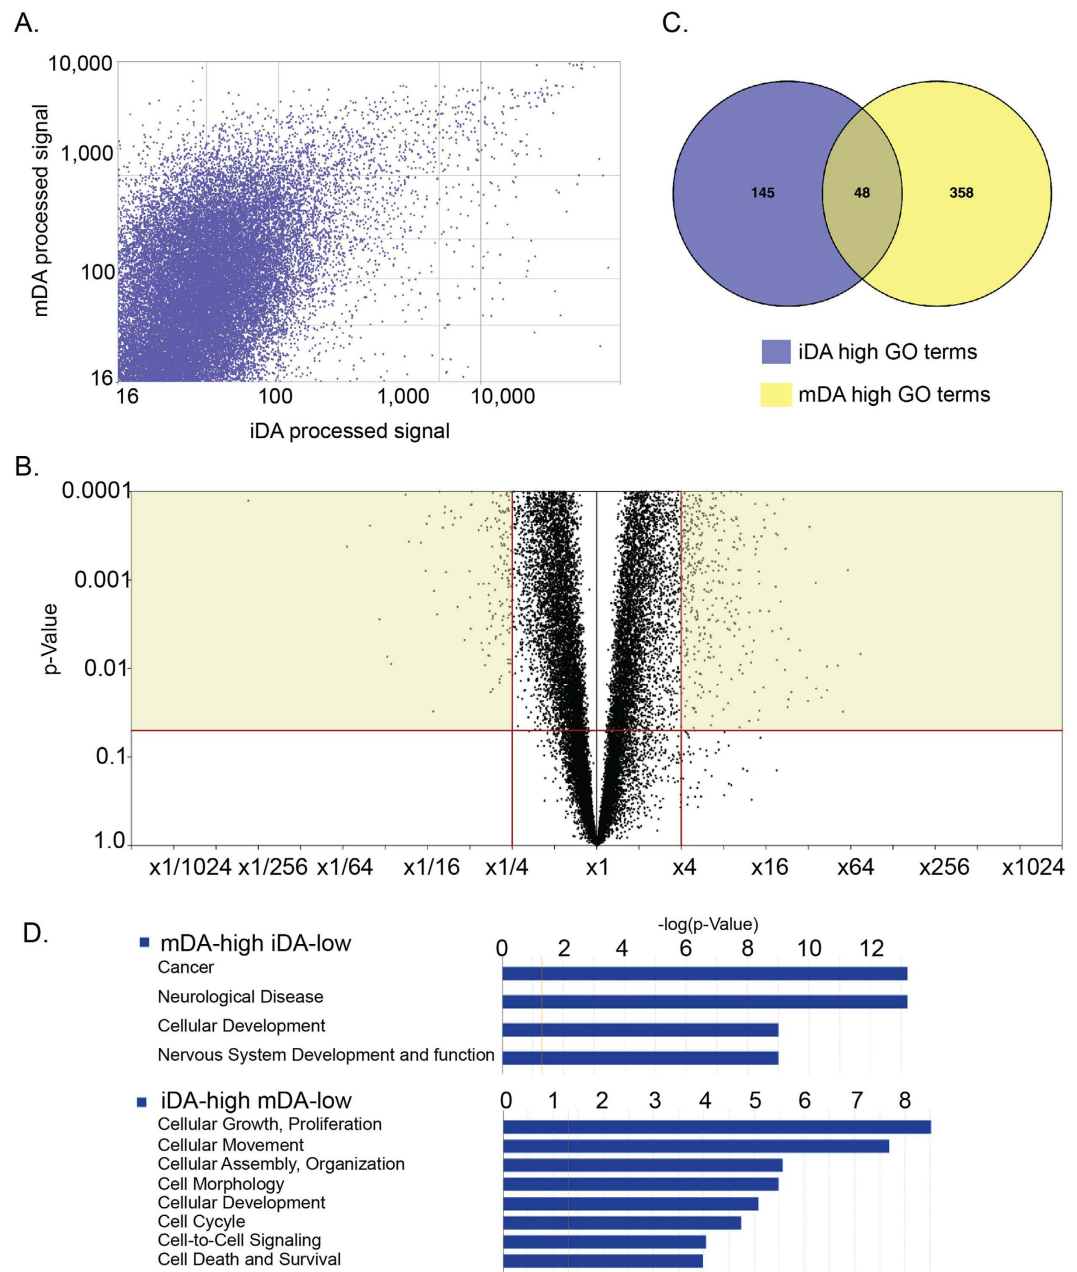 A.
10,000
1,000
100
16
mDA processed signal
16 100 1,000 10,000
iDA processed signal
C.
145 48 358
iDA high GO terms
mDA high GO terms
B.
0.0001
0.001
0.01
0.1
1.0
p-Value
x1/1024 x1/256 x1/64 x1/16 x1/4 x1 x4 x16 x64 x256 x1024
D.
-log(p-Value)
mDA-high iDA-low
0 2 4 6 8 10 12
Cancer
Neurological Disease
Cellular Development
Nervous System Development and function
iDA-high mDA-low
0 1 2 3 4 5 6 7 8
Cellular Growth, Proliferation
Cellular Movement
Cellular Assembly, Organization
Cell Morphology
Cellular Development
Cell Cycyle
Cell-to-Cell Signaling
Cell Death and Survival